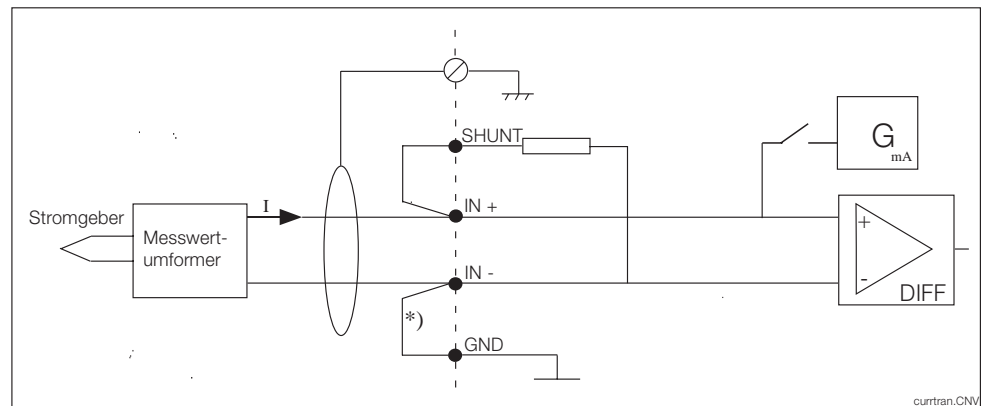 SHUNT
G
mA
Stromgeber
I
IN +
Messwert-
umformer
+
-
DIFF
IN -
*)
GND
currtran.CNV